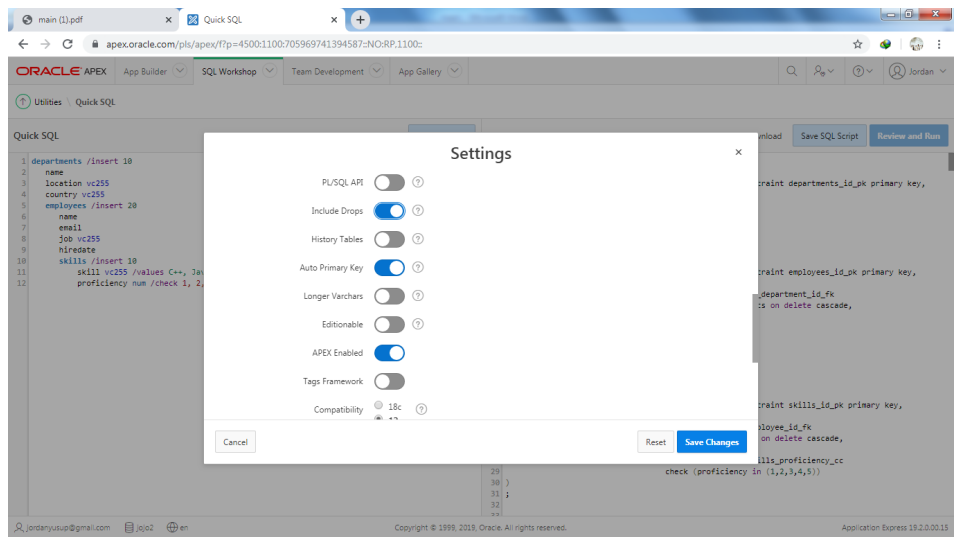 main (1).pdf
Quick SQL
apex.oracle.com/pls/apex/f?p=4500:1100:705969741394587::NO:RP.1100::
ORACLE APEX App Builder SQL Workshop Team Development App Gallery Jordan
Utilities \ Quick SQL
Quick SQL
Save SQL Script Review and Run
1 departments /insert 10
2 name
3 location vc255
4 country vc255
5 employees /insert 20
6 name
7 email
8 job vc255
9 hiredate
10 skills /insert 10
11 skill vc255 /values C++,
12 proficiency num /check 1, 2,
Settings
PL/SQL API
Include Drops
History Tables
Auto Primary Key
Longer Varchars
Editionable
APEX Enabled
Tags Framework
Compatibility 18c
Cancel Reset Save Changes
departments_id_pk primary key,
employees_id_pk primary key,
_department_id_fk
on delete cascade,
skills_id_pk primary key,
on delete cascade,
check (proficiency in (1,2,3,4,5))
29
30 )
31 ;
32
jordanyusup@gmail.com jojo2 en Copyright © 1999, 2019, Oracle. All rights reserved. Application Express 19.2.0.00.15